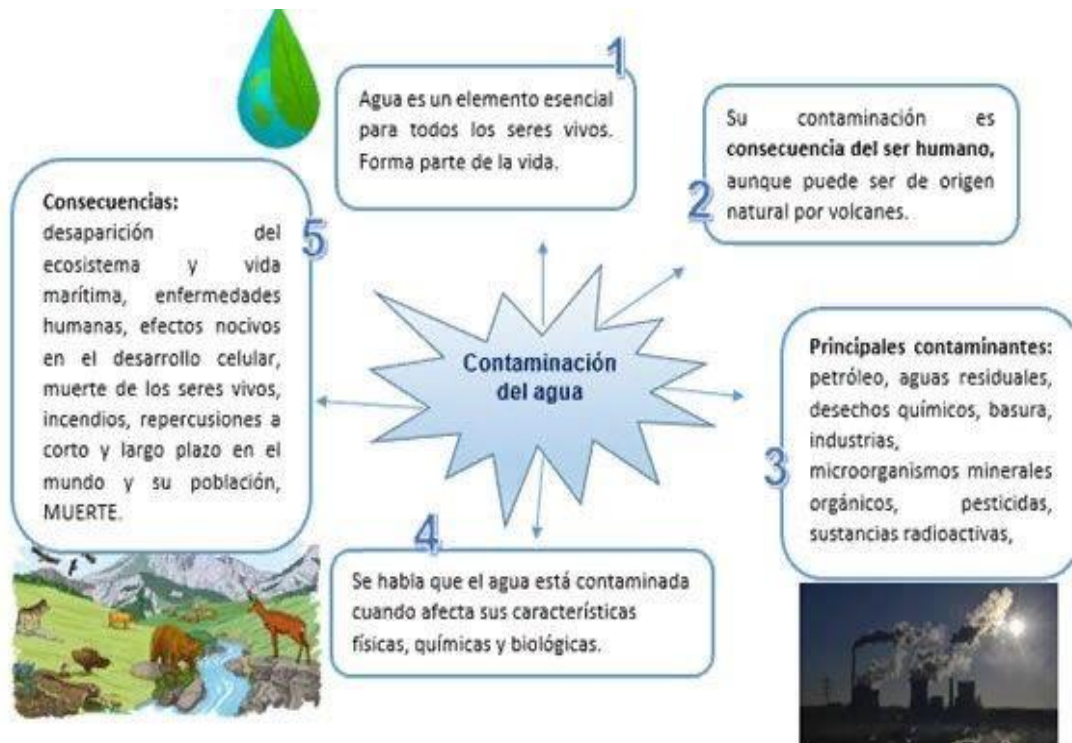 1
Agua es un elemento esencial
para todos los seres vivos.
Forma parte de la vida.
2
Su contaminación es
consecuencia del ser humano,
aunque puede ser de origen
natural por volcanes.
Contaminación
del agua
3
Principales contaminantes:
petróleo, aguas residuales,
desechos químicos, basura,
industrias,
microorganismos minerales
orgánicos, pesticidas,
sustancias radioactivas,
4
Se habla que el agua está contaminada
cuando afecta sus características
físicas, químicas y biológicas.
5
Consecuencias:
desaparición del
ecosistema y vida
marítima, enfermedades
humanas, efectos nocivos
en el desarrollo celular,
muerte de los seres vivos,
incendios, repercusiones a
corto y largo plazo en el
mundo y su población,
MUERTE.